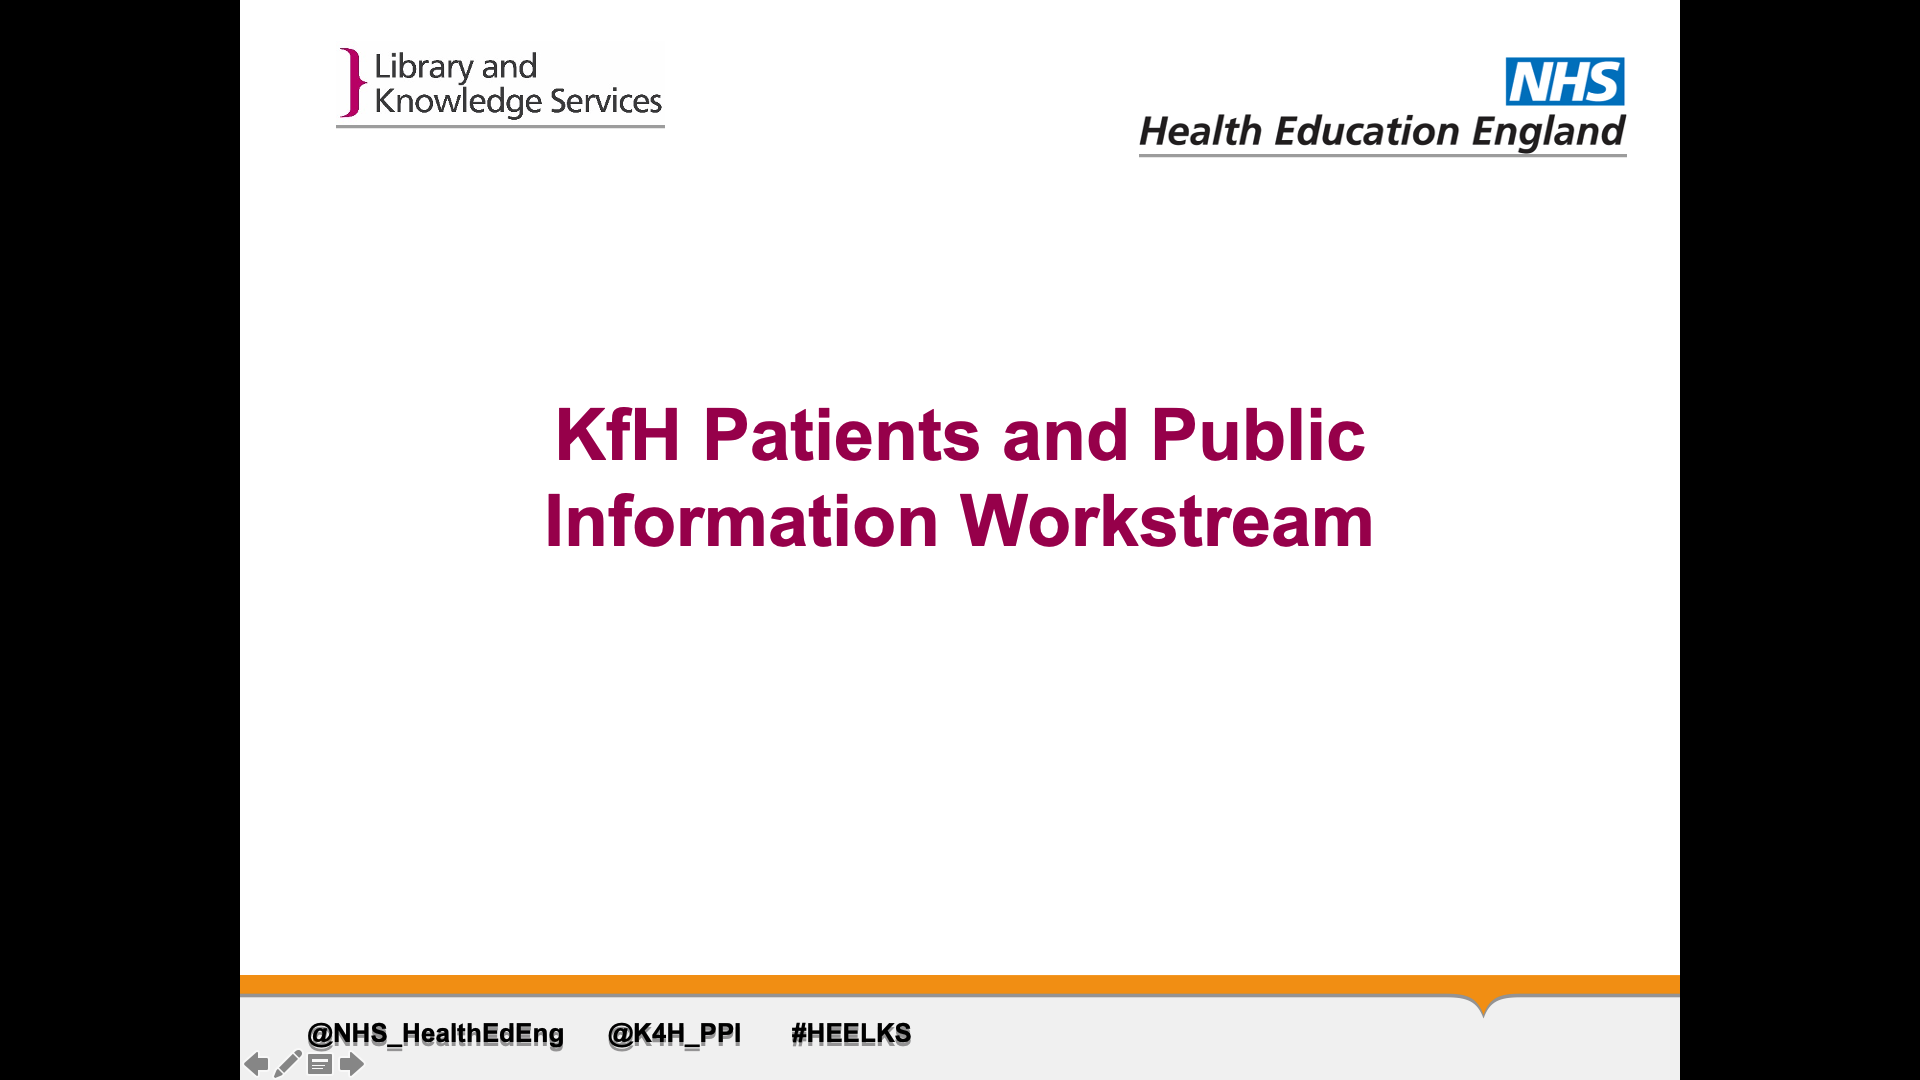 Library and
Knowledge Services
NHS
Health Education England
KfH Patients and Public
Information Workstream
@NHS_HealthEdEng @K4H_PPI #HEELKS